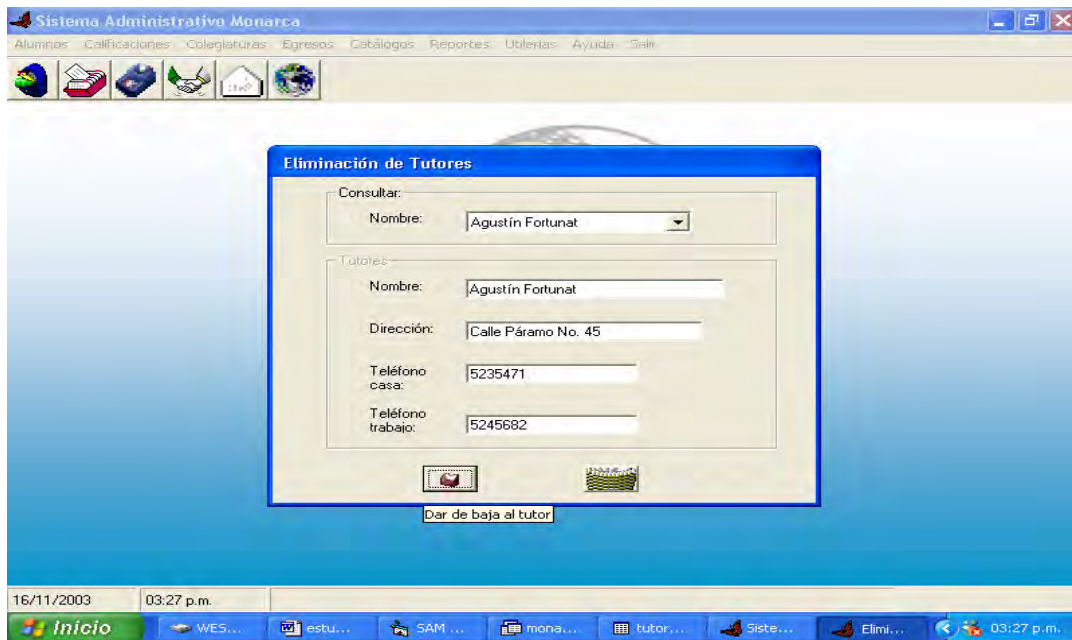 Sistema Administrativo Monarca
Alumnos Calificaciones Colegiaturas Egresos Catálogos Reportes Utilerias Ayuda Salir
Eliminación de Tutores
Consultar:
Nombre: Agustín Fortunat
Tutores
Nombre: Agustín Fortunat
Dirección: Calle Páramo No. 45
Teléfono casa: 5235471
Teléfono trabajo: 5245682
Dar de baja al tutor
16/11/2003 03:27 p.m.
Inicio WES... estu... SAM ... mona... tutor... Siste... Elimi... 03:27 p.m.